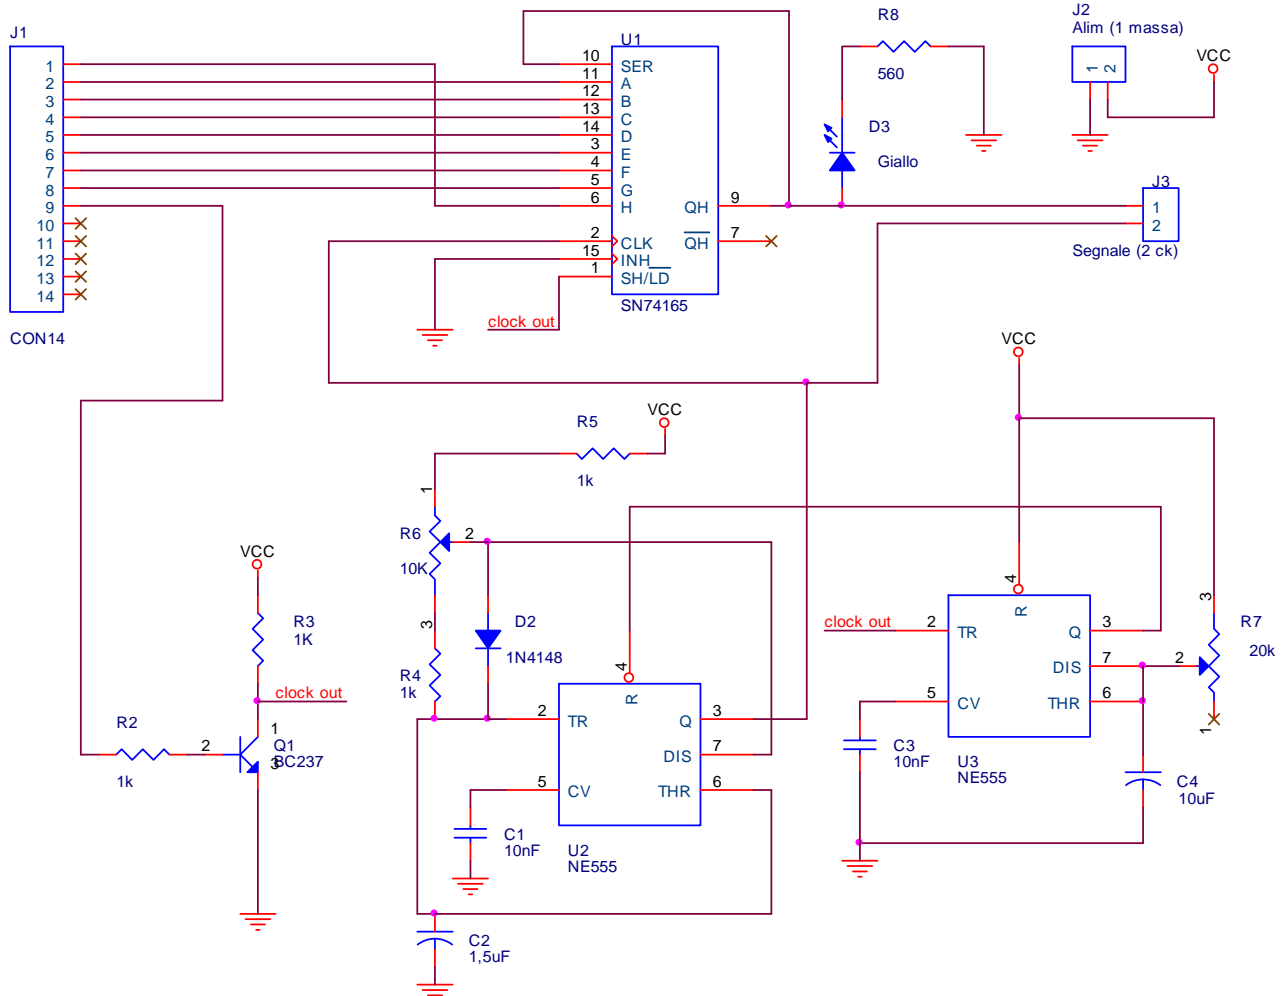 J1
1
2
3
4
5
6
7
8
9
10
11
12
13
14
CON14
U1
10 SER
11 A
12 B
13 C
14 D
3 E
4 F
5 G
6 H
QH 9
QH 7
2 CLK
15 INH
1 SH/LD
SN74165
clock out
R8
560
D3
Giallo
J2
Alim (1 massa)
1 2
VCC
J3
1
2
Segnale (2 ck)
VCC
R5
1k
VCC
1
R6
2
10K
3
D2
1N4148
R4
1k
VCC
R3
1K
clock out
R2
1k
2
1
Q1
BC237
3
4
R
2 TR
Q 3
DIS 7
5 CV
THR 6
C1
10nF
U2
NE555
C2
1,5uF
clock out
4
R
2 TR
Q 3
DIS 7
5 CV
THR 6
C3
10nF
U3
NE555
C4
10uF
3
R7
20k
2
1